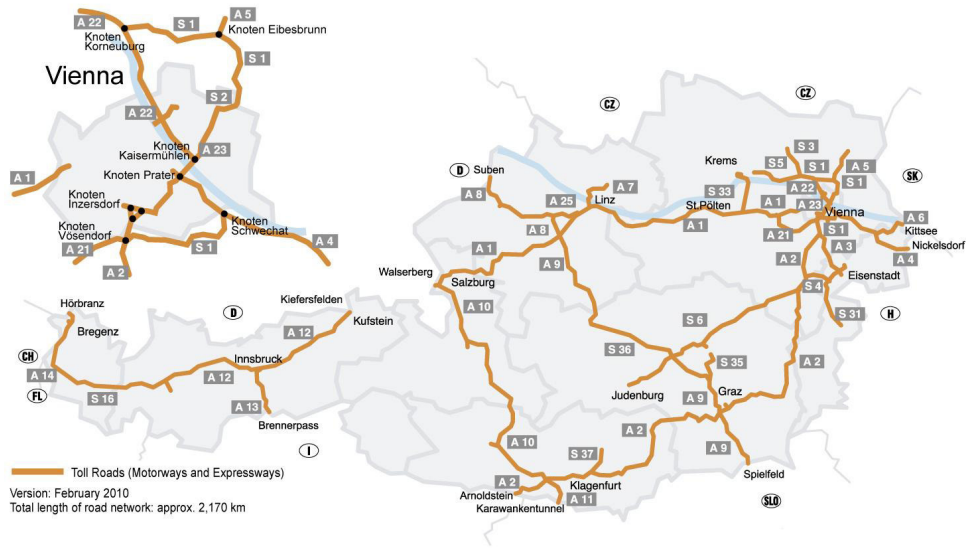 A 22
S 1
A 5
Knoten
Korneuburg
Knoten Eibesbrunn
Vienna
S 1
S 2
A 22
Knoten
Kaisermühlen
A 23
A 1
Knoten Prater
Knoten
Inzersdorf
Knoten
Vösendorf
Knoten
Schwechat
A 21
S 1
A 4
A 2
CZ
CZ
D
Suben
A 8
A 7
A 25
Linz
A 8
A 1
A 9
Krems
S 33
St.Pölten
A 1
S 3
S 5
S 1
A 5
S 1
A 22
A 1
A 23
Vienna
SK
A 6
Kittsee
Nickelsdorf
A 21
S 1
A 3
A 4
A 2
Eisenstadt
S 4
S 31
H
Walserberg
Salzburg
A 10
S 6
S 36
S 35
A 2
Judenburg
Graz
A 9
A 2
A 9
Spielfeld
A 10
S 37
A 2
Klagenfurt
Arnoldstein
A 11
Karawankentunnel
SLO
Hörbranz
Bregenz
D
Kiefersfelden
A 12
Kufstein
CH
A 14
FL
S 16
Innsbruck
A 12
A 13
Brennerpass
I
Toll Roads (Motorways and Expressways)
Version: February 2010
Total length of road network: approx. 2,170 km